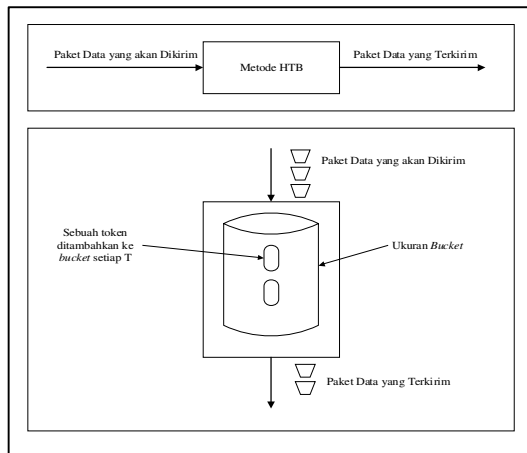 Paket Data yang akan Dikirim
Metode HTB
Paket Data yang Terkirim
Paket Data yang akan Dikirim
Sebuah token
ditambahkan ke
bucket setiap T
Ukuran Bucket
Paket Data yang Terkirim